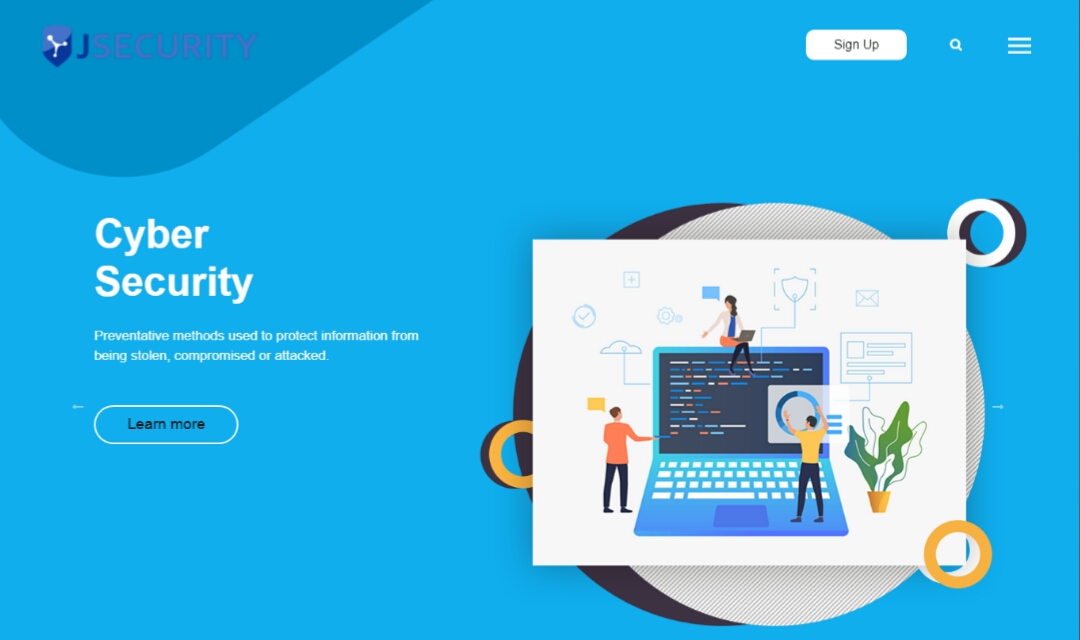 JSECURITY
Sign Up
Cyber
Security
Preventative methods used to protect information from
being stolen, compromised or attacked.
Learn more